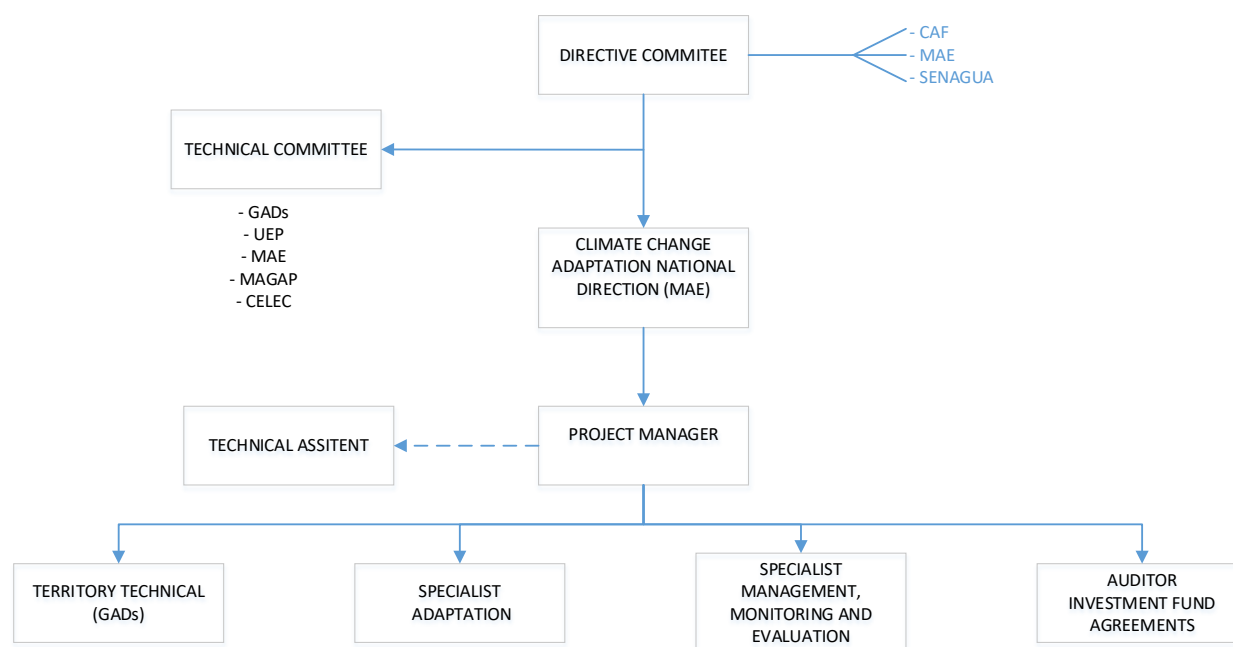 DIRECTIVE COMMITEE
- CAF
- MAE
- SENAGUA
TECHNICAL COMMITTEE
- GADs
- UEP
- MAE
- MAGAP
- CELEC
CLIMATE CHANGE
ADAPTATION NATIONAL
DIRECTION (MAE)
TECHNICAL ASSITENT
PROJECT MANAGER
TERRITORY TECHNICAL
(GADs)
SPECIALIST
ADAPTATION
SPECIALIST
MANAGEMENT,
MONITORING AND
EVALUATION
AUDITOR
INVESTMENT FUND
AGREEMENTS